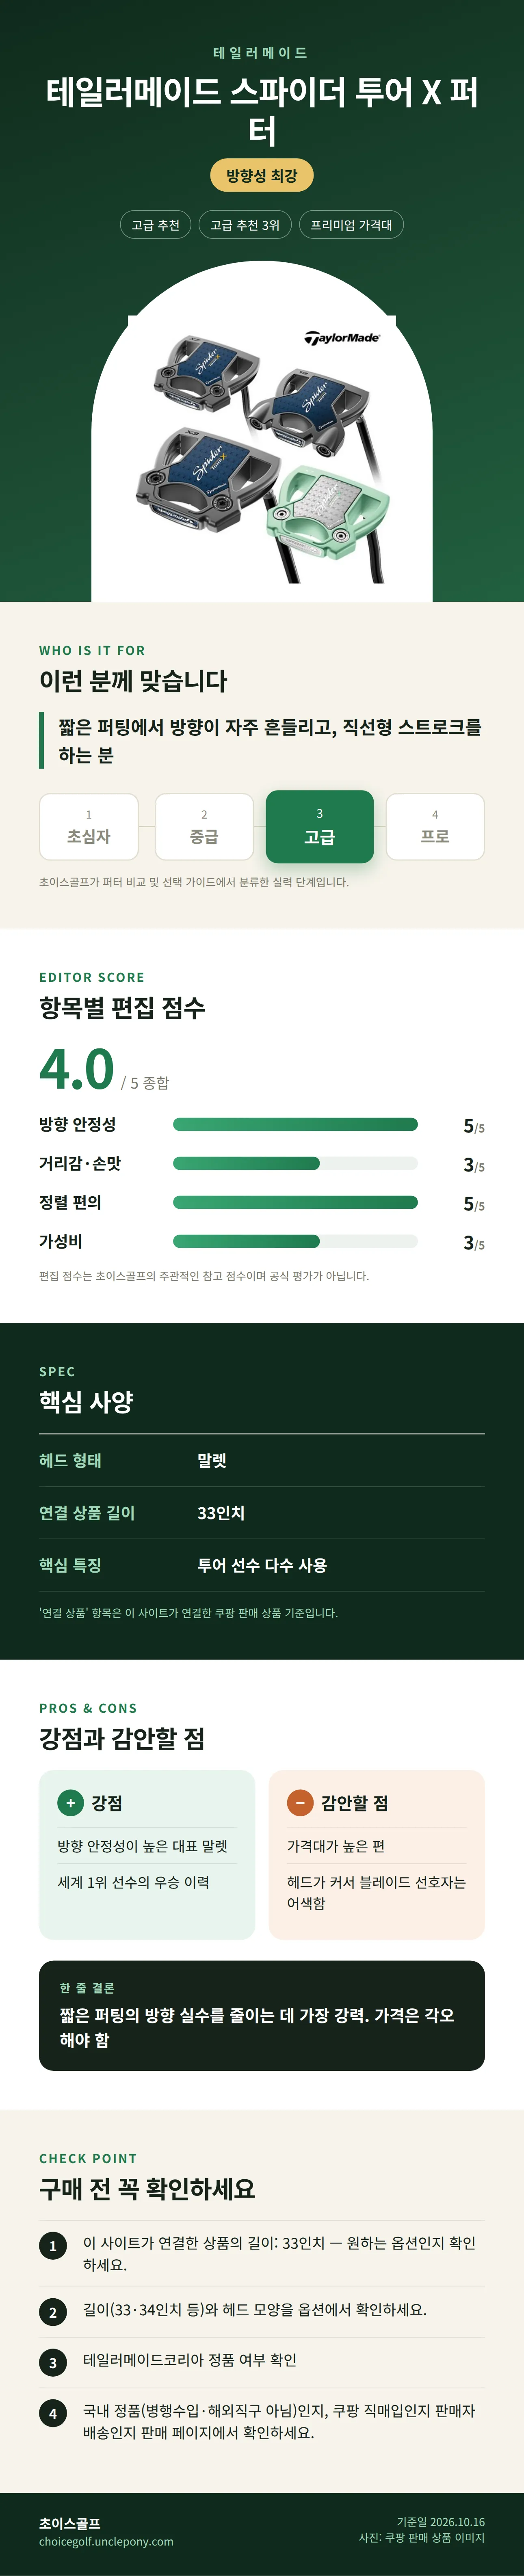 테일러메이드
테일러메이드 스파이더 투어 X 퍼
터
방향성 최강
고급 추천
고급 추천 3위
프리미엄 가격대
TaylorMade
Spider
Spider
Spider
Spider
WHO IS IT FOR
이런 분께 맞습니다
짧은 퍼팅에서 방향이 자주 흔들리고, 직선형 스트로크를
하는 분
1
초심자
2
중급
3
고급
4
프로
초이스골프가 퍼터 비교 및 선택 가이드에서 분류한 실력 단계입니다.
EDITOR SCORE
항목별 편집 점수
4.0 / 5 종합
방향 안정성 5/5
거리감·손맛 3/5
정렬 편의 5/5
가성비 3/5
편집 점수는 초이스골프의 주관적인 참고 점수이며 공식 평가가 아닙니다.
SPEC
핵심 사양
헤드 형태 말렛
연결 상품 길이 33인치
핵심 특징 투어 선수 다수 사용
'연결 상품' 항목은 이 사이트가 연결한 쿠팡 판매 상품 기준입니다.
PROS & CONS
강점과 감안할 점
+ 강점
방향 안정성이 높은 대표 말렛
세계 1위 선수의 우승 이력
− 감안할 점
가격대가 높은 편
헤드가 커서 블레이드 선호자는
어색함
한 줄 결론
짧은 퍼팅의 방향 실수를 줄이는 데 가장 강력. 가격은 각오
해야 함
CHECK POINT
구매 전 꼭 확인하세요
1 이 사이트가 연결한 상품의 길이: 33인치 — 원하는 옵션인지 확인
하세요.
2 길이(33·34인치 등)와 헤드 모양을 옵션에서 확인하세요.
3 테일러메이드코리아 정품 여부 확인
4 국내 정품(병행수입·해외직구 아님)인지, 쿠팡 직매입인지 판매자
배송인지 판매 페이지에서 확인하세요.
초이스골프
choicegolf.unclepony.com
기준일 2026.10.16
사진: 쿠팡 판매 상품 이미지